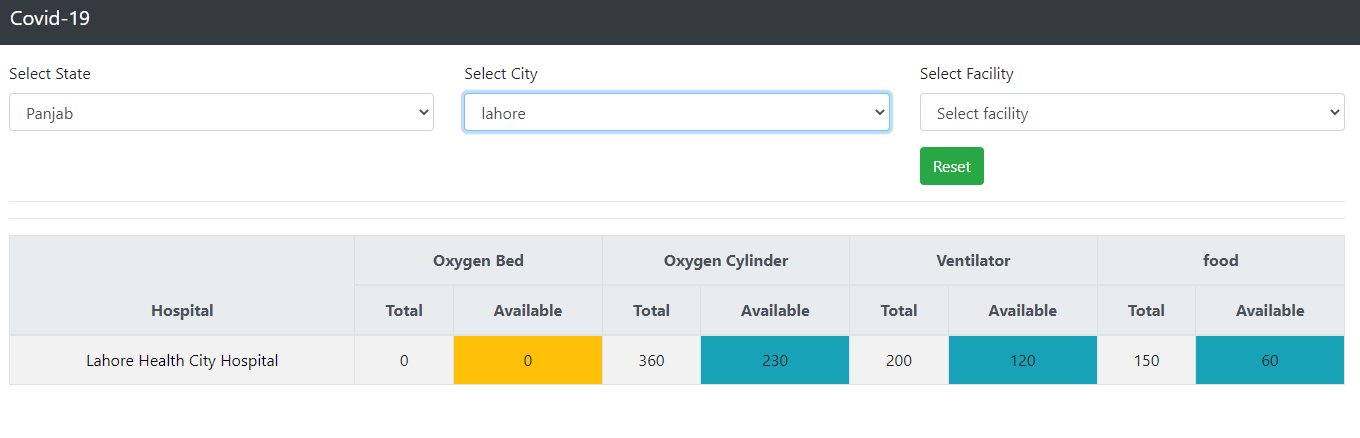 Covid-19
Select State Select City Select Facility
Panjab lahore Select facility
Reset
Oxygen Bed Oxygen Cylinder Ventilator food
Hospital Total Available Total Available Total Available Total Available
Lahore Health City Hospital 0 0 360 230 200 120 150 60